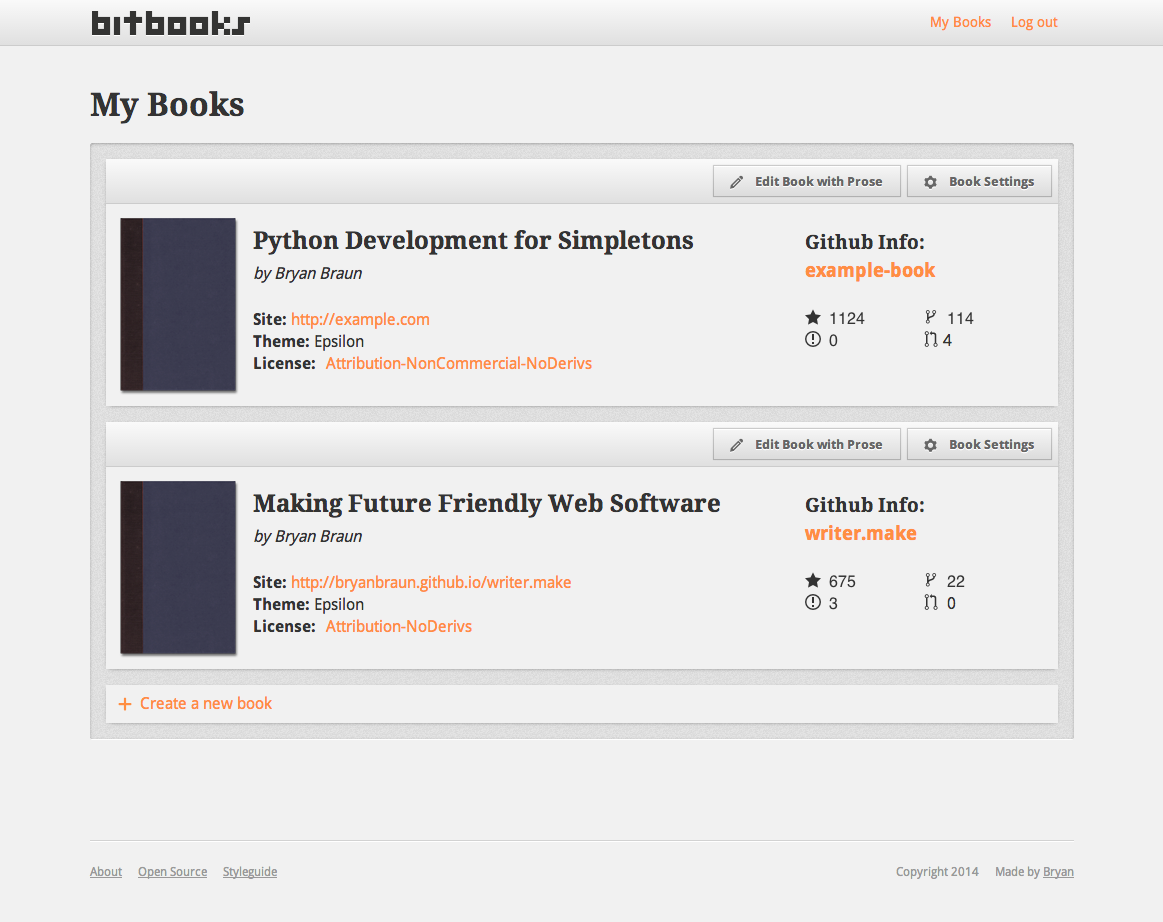 bitbooks
My Books Log out
My Books
Edit Book with Prose Book Settings
Python Development for Simpletons
by Bryan Braun
Site: http://example.com
Theme: Epsilon
License: Attribution-NonCommercial-NoDerivs
Github Info:
example-book
1124 114
0 4
Edit Book with Prose Book Settings
Making Future Friendly Web Software
by Bryan Braun
Site: http://bryanbraun.github.io/writer.make
Theme: Epsilon
License: Attribution-NoDerivs
Github Info:
writer.make
675 22
3 0
+ Create a new book
About Open Source Styleguide Copyright 2014 Made by Bryan